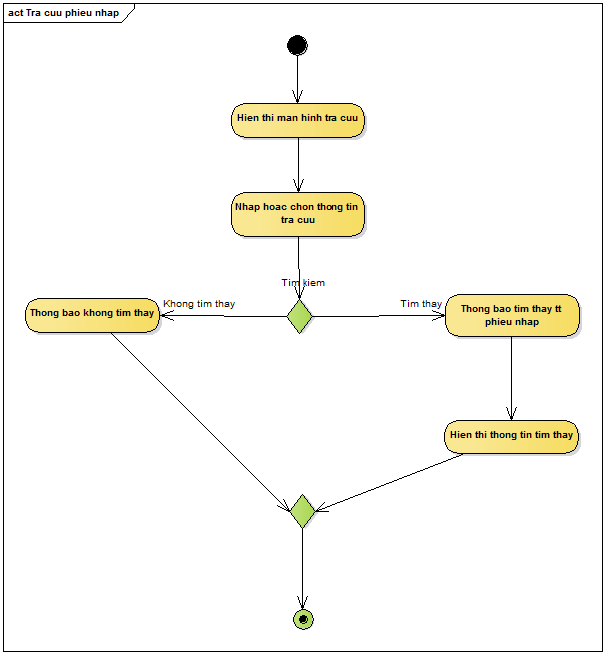 act Tra cuu phieu nhap
Hien thi man hinh tra cuu
Nhap hoac chon thong tin
tra cuu
Tim kiem
Khong tim thay
Tim thay
Thong bao khong tim thay
Thong bao tim thay tt
phieu nhap
Hien thi thong tin tim thay